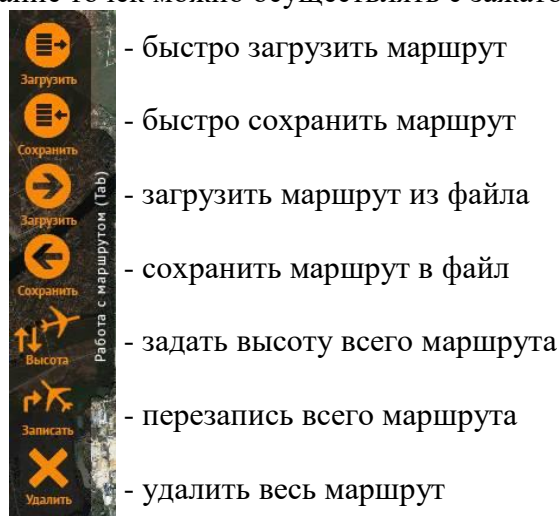 Загрузить - быстро загрузить маршрут
Сохранить - быстро сохранить маршрут
Загрузить - загрузить маршрут из файла
Сохранить - сохранить маршрут в файл
Высота - задать высоту всего маршрута
Записать - перезапись всего маршрута
Удалить - удалить весь маршрут
Работа с маршрутом (Tab)